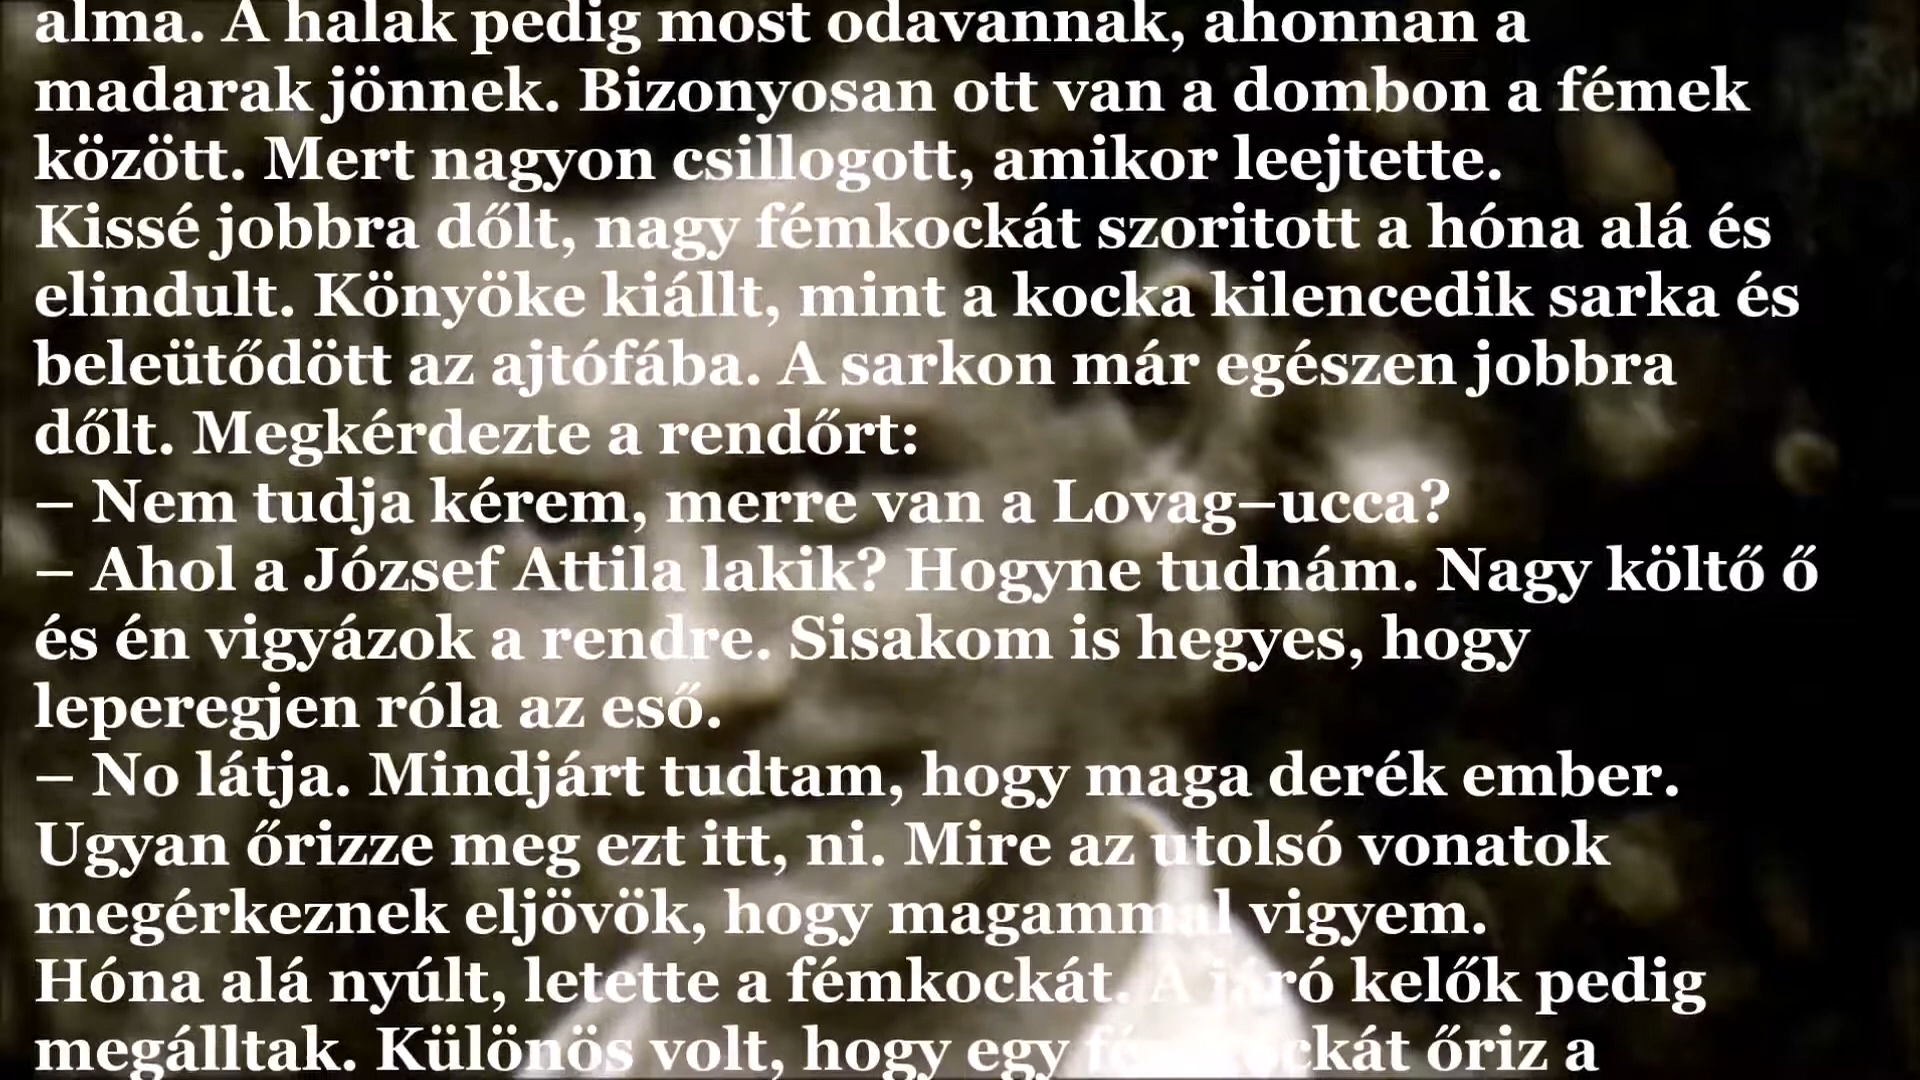 alma. A halak pedig most odavannak, ahonnan a
madarak jönnek. Bizonyosan ott van a dombon a fémek
között. Mert nagyon csillogott, amikor leejtette.
Kissé jobbra dőlt, nagy fémkockát szoritott a hóna alá és
elindult. Könyöke kiállt, mint a kocka kilencedik sarka és
beleütődött az ajtófába. A sarkon már egészen jobbra
dőlt. Megkérdezte a rendőrt:
– Nem tudja kérem, merre van a Lovag–ucca?
– Ahol a József Attila lakik? Hogyne tudnám. Nagy költő ő
és én vigyázok a rendre. Sisakom is hegyes, hogy
leperegjen róla az eső.
– No látja. Mindjárt tudtam, hogy maga derék ember.
Ugyan őrizze meg ezt itt, ni. Mire az utolsó vonatok
megérkeznek eljövök, hogy magammal vigyem.
Hóna alá nyúlt, letette a fémkockát. A járó kelők pedig
megálltak. Különös volt, hogy egy fémkockát őriz a